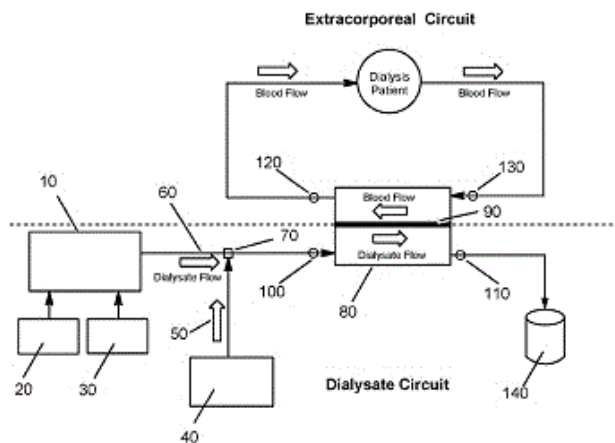 Extracorporeal Circuit
Dialysis
Patient
Blood Flow
Blood Flow
120
130
10
60
70
Blood Flow
90
Dialysate Flow
Dialysate Flow
100
110
80
50
20
30
40
Dialysate Circuit
140